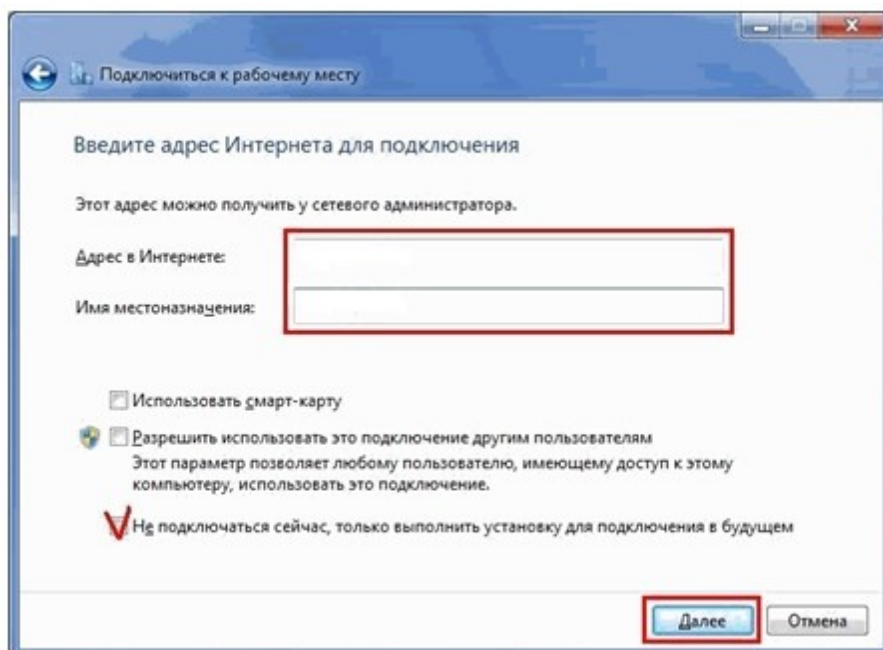 Подключиться к рабочему месту
Введите адрес Интернета для подключения
Этот адрес можно получить у сетевого администратора.
Адрес в Интернете:
Имя местоназначения:
Использовать смарт-карту
Разрешить использовать это подключение другим пользователям
Этот параметр позволяет любому пользователю, имеющему доступ к этому
компьютеру, использовать это подключение.
Не подключаться сейчас, только выполнить установку для подключения в будущем
Далее
Отмена